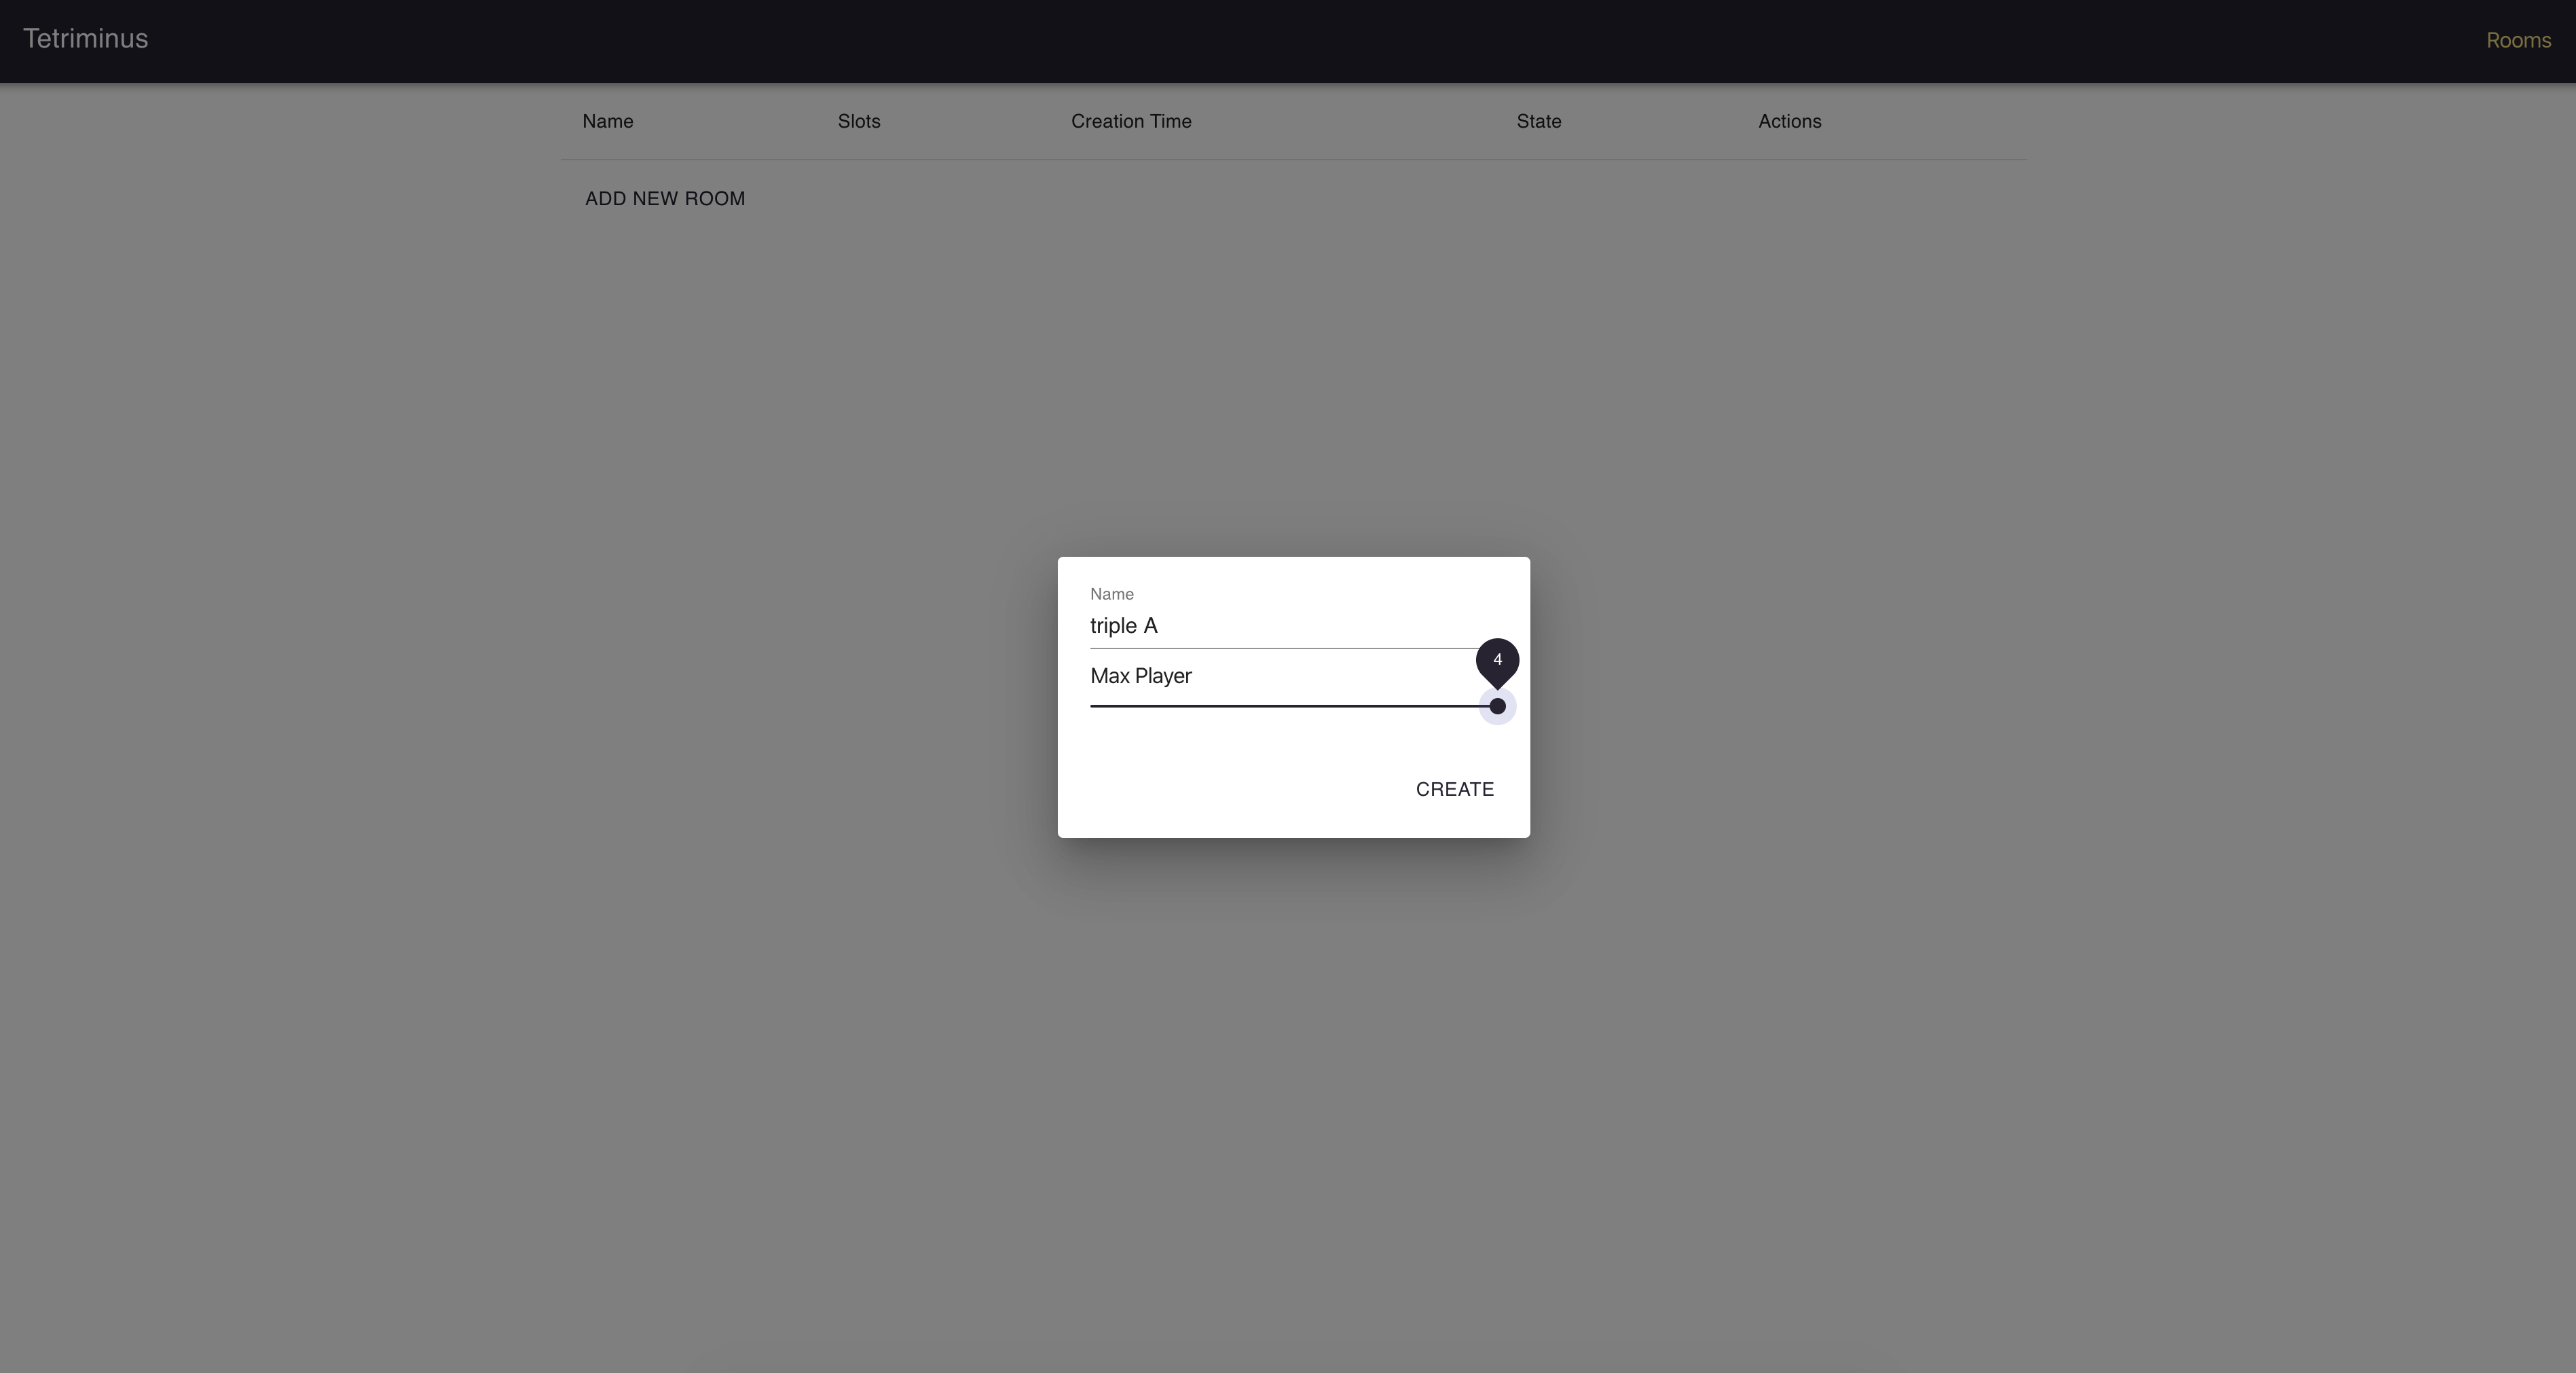 Tetriminus Rooms
Name Slots Creation Time State Actions
ADD NEW ROOM
Name
triple A
4
Max Player
CREATE